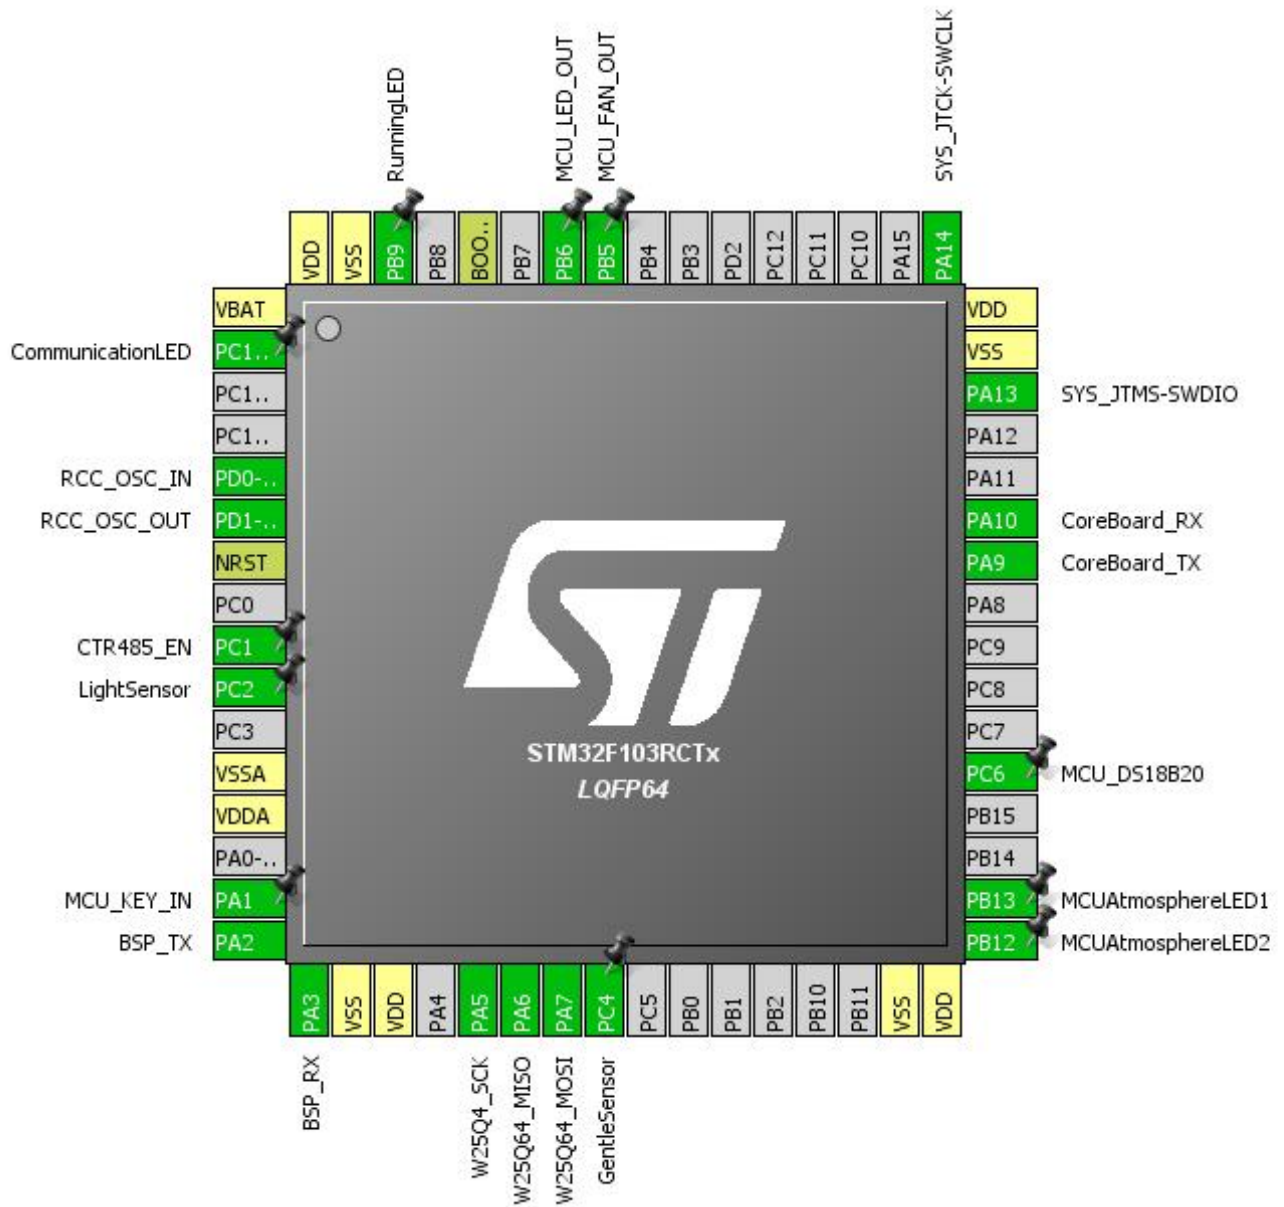 RunningLED
MCU_LED_OUT
MCU_FAN_OUT
SYS_JTCK-SWCLK
VDD
VSS
PB9
PB8
BOO..
PB7
PB6
PB5
PB4
PB3
PD2
PC12
PC11
PC10
PA15
PA14
VBAT
CommunicationLED PC1..
PC1..
PC1..
RCC_OSC_IN PD0-..
RCC_OSC_OUT PD1-..
NRST
PC0
CTR485_EN PC1
LightSensor PC2
PC3
VSSA
VDDA
PA0-..
MCU_KEY_IN PA1
BSP_TX PA2
ST
STM32F103RCTx
LQFP64
VDD
VSS
PA13 SYS_JTMS-SWDIO
PA12
PA11
PA10 CoreBoard_RX
PA9 CoreBoard_TX
PA8
PC9
PC8
PC7
PC6 MCU_DS18B20
PB15
PB14
PB13 MCUAtmosphereLED1
PB12 MCUAtmosphereLED2
PA3
VSS
VDD
PA4
PA5
PA6
PA7
PC4
PC5
PB0
PB1
PB2
PB10
PB11
VSS
VDD
BSP_RX
W25Q4_SCK
W25Q64_MISO
W25Q64_MOSI
GentleSensor